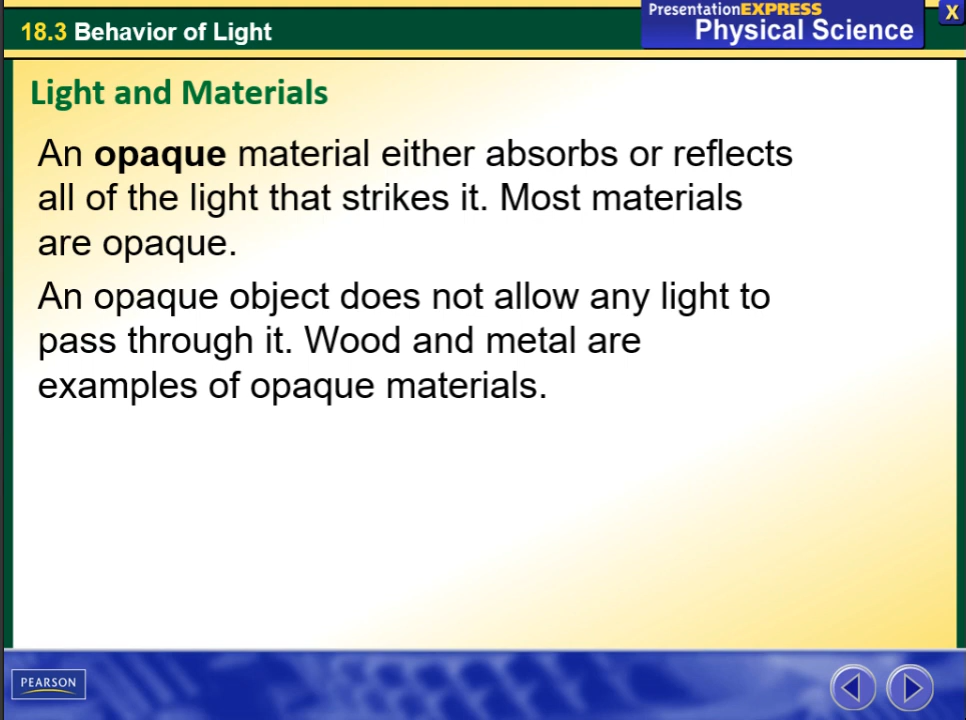 18.3 Behavior of Light
PresentationEXPRESS
Physical Science
X
Light and Materials
An opaque material either absorbs or reflects
all of the light that strikes it. Most materials
are opaque.
An opaque object does not allow any light to
pass through it. Wood and metal are
examples of opaque materials.
PEARSON